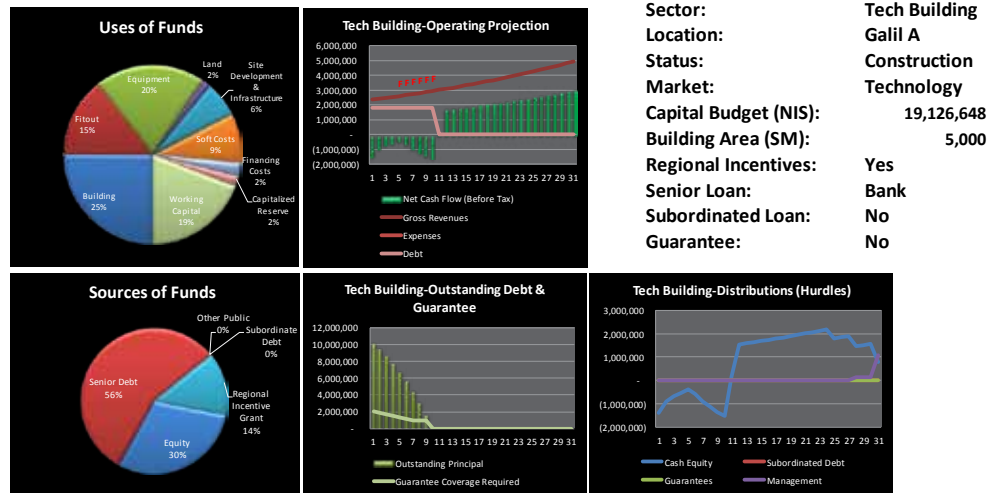 Uses of Funds
Land
2%
Site
Development
&
Infrastructure
6%
Equipment
20%
Fitout
15%
Soft Costs
9%
Financing
Costs
2%
Capitalized
Reserve
2%
Building
25%
Working
Capital
19%
Tech Building-Operating Projection
6,000,000
5,000,000
4,000,000
3,000,000
2,000,000
1,000,000
-
(1,000,000)
(2,000,000)
F F F F F F
1 3 5 7 9 11 13 15 17 19 21 23 25 27 29 31
Net Cash Flow (Before Tax)
Gross Revenues
Expenses
Debt
Sector: Tech Building
Location: Galil A
Status: Construction
Market: Technology
Capital Budget (NIS): 19,126,648
Building Area (SM): 5,000
Regional Incentives: Yes
Senior Loan: Bank
Subordinated Loan: No
Guarantee: No
Sources of Funds
Other Public
0%
Subordinate
Debt
0%
Senior Debt
56%
Regional
Incentive
Grant
14%
Equity
30%
Tech Building-Outstanding Debt &
Guarantee
12,000,000
10,000,000
8,000,000
6,000,000
4,000,000
2,000,000
-
1 3 5 7 9 11 13 15 17 19 21 23 25 27 29 31
Outstanding Principal
Guarantee Coverage Required
Tech Building-Distributions (Hurdles)
3,000,000
2,000,000
1,000,000
-
(1,000,000)
(2,000,000)
1 3 5 7 9 11 13 15 17 19 21 23 25 27 29 31
Cash Equity Subordinated Debt
Guarantees Management